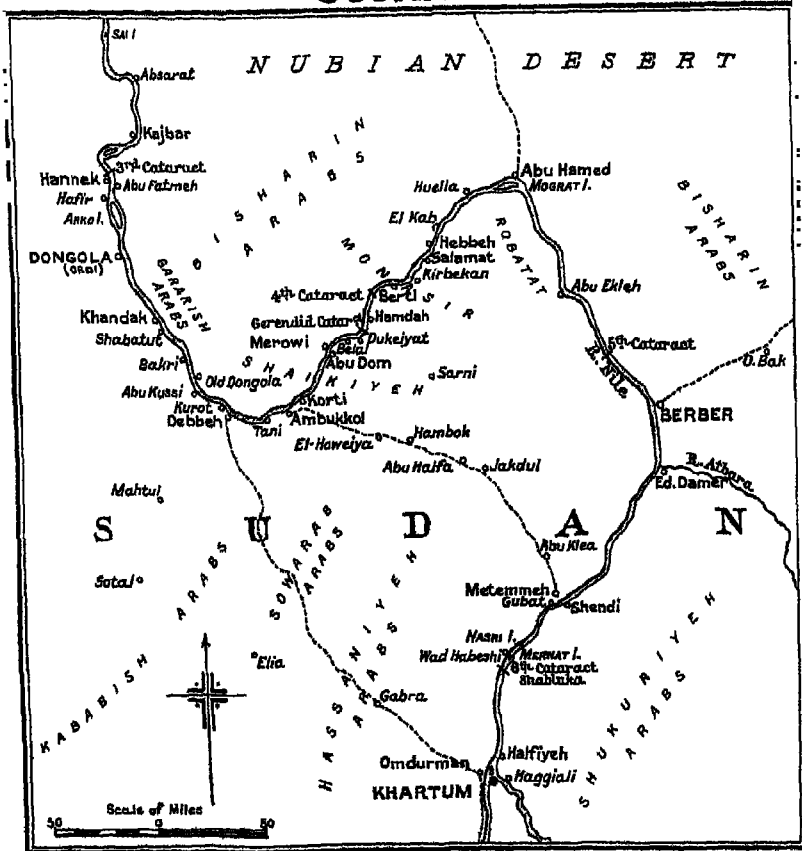 SAI I.
Absarat
NUBIAN DESERT
Kajbar
3rd Cataract
Hannek
Abu Fatmeh
Hafir
ARKO I.
DONGOLA
(ORDI)
BISHARIN
ARABS
GARARISH
ARABS
Abu Hamed
MOGRAT I.
Huella
El Kab
Hebbeh
Salamat
Kirbekan
MONASIR
ROBATAT
BISHARIN
ARABS
4th Cataract
Berti
Abu Ekleh
Khandak
Shabatut
Gerendid Catar
Hamdah
Merowi
Dukeiyat
Belal
Abu Dom
5th Cataract
R. Nile
O. Bak
Bakri
SHAIKIYEH
Sarni
Old Dongola
Abu Kussi
Korti
Kurot
Debbeh
Tani
Ambukkol
BERBER
El-Howeiya
Hambok
Abu Halfa
Jakdul
R. Atbara
Ed. Damer
Mahtul
SUDAN
Abu Klea
Sotal
KABABISH ARABS
SOWARAB
ARABS
HASSANIYEH
ARABS
Metemmeh
Gubat
Shendi
HASRI I.
Wad Habeshi
MERNAT I.
6th Cataract
Shabluka
SHUKURIYEH
ARABS
Elia
Gabra
Omdurman
Halfiyeh
KHARTUM
Haggiali
Scale of Miles
50 0 50